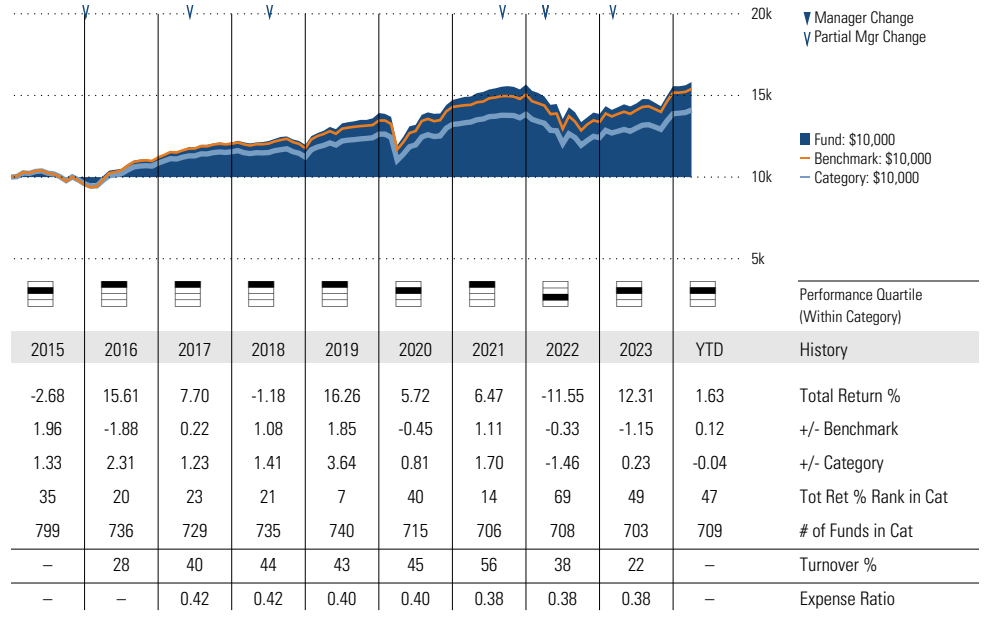 20k
15k
10k
5k
Manager Change
Partial Mgr Change
Fund: $10,000
Benchmark: $10,000
Category: $10,000
Performance Quartile
(Within Category)
2015 2016 2017 2018 2019 2020 2021 2022 2023 YTD History
-2.68 15.61 7.70 -1.18 16.26 5.72 6.47 -11.55 12.31 1.63 Total Return %
1.96 -1.88 0.22 1.08 1.85 -0.45 1.11 -0.33 -1.15 0.12 +/- Benchmark
1.33 2.31 1.23 1.41 3.64 0.81 1.70 -1.46 0.23 -0.04 +/- Category
35 20 23 21 7 40 14 69 49 47 Tot Ret % Rank in Cat
799 736 729 735 740 715 706 708 703 709 # of Funds in Cat
– 28 40 44 43 45 56 38 22 – Turnover %
– – 0.42 0.42 0.40 0.40 0.38 0.38 0.38 – Expense Ratio